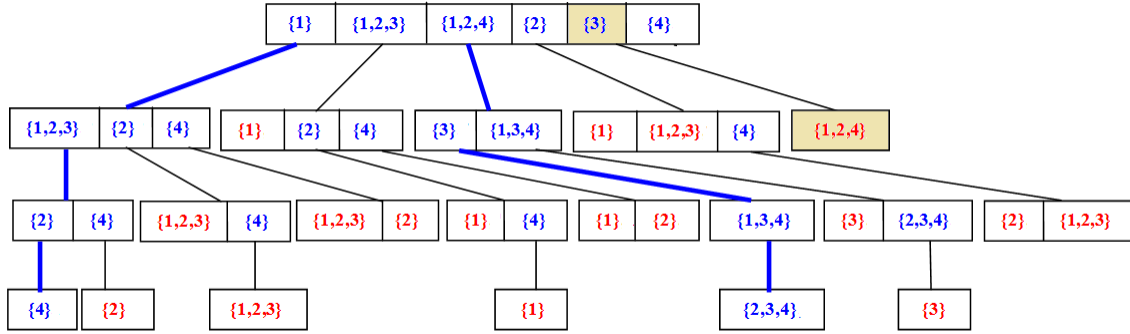 {1} {1,2,3} {1,2,4} {2} {3} {4}
{1,2,3} {2} {4} {1} {2} {4} {3} {1,3,4} {1} {1,2,3} {4} {1,2,4}
{2} {4} {1,2,3} {4} {1,2,3} {2} {1} {4} {1} {2} {1,3,4} {3} {2,3,4} {2} {1,2,3}
{4} {2} {1,2,3} {1} {2,3,4} {3}